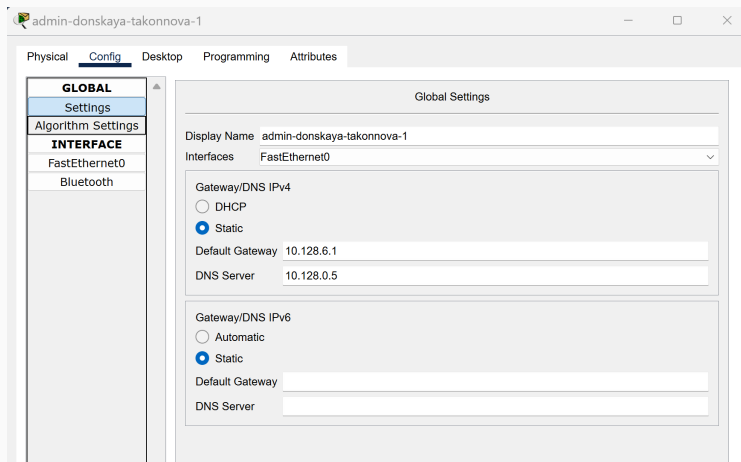 admin-donskaya-takonnova-1
Physical Config Desktop Programming Attributes
GLOBAL
Settings
Algorithm Settings
INTERFACE
FastEthernet0
Bluetooth
Global Settings
Display Name admin-donskaya-takonnova-1
Interfaces FastEthernet0
Gateway/DNS IPv4
DHCP
Static
Default Gateway 10.128.6.1
DNS Server 10.128.0.5
Gateway/DNS IPv6
Automatic
Static
Default Gateway
DNS Server